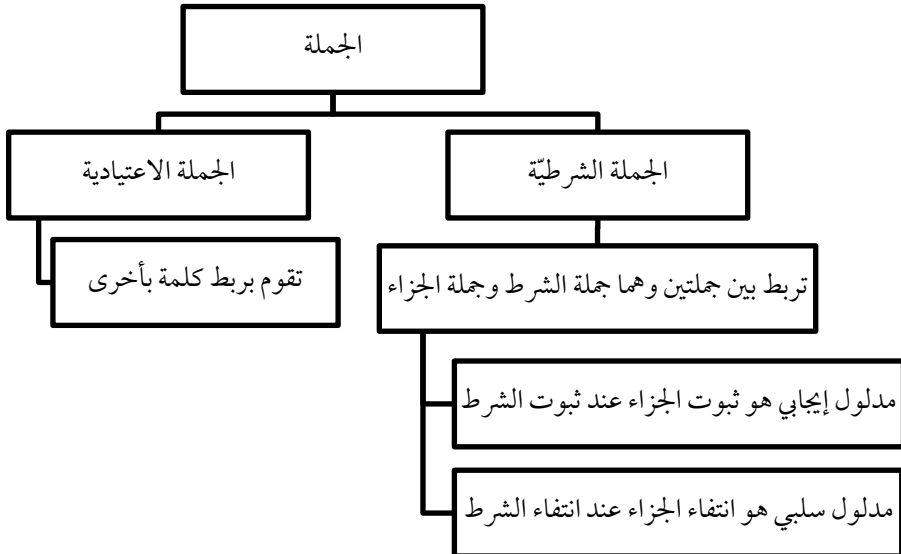 الجملة
الجملة الشرطيّة
الجملة الاعتيادية
تربط بين جملتين وهما جملة الشرط وجملة الجزاء
تقوم بربط كلمة بأخرى
مدلول إيجابي هو ثبوت الجزاء عند ثبوت الشرط
مدلول سلبي هو انتفاء الجزاء عند انتفاء الشرط